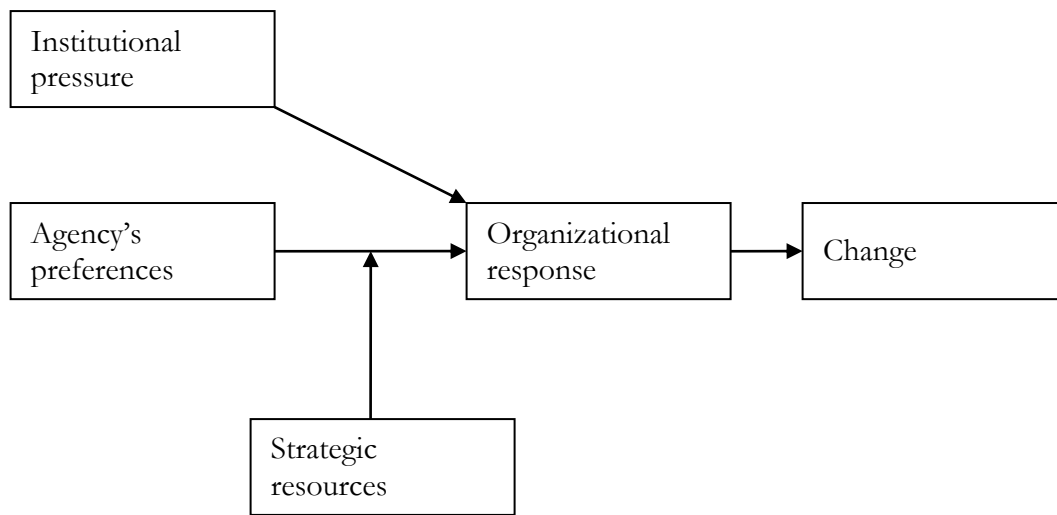 Institutional
pressure
Agency’s
preferences
Organizational
response
Change
Strategic
resources